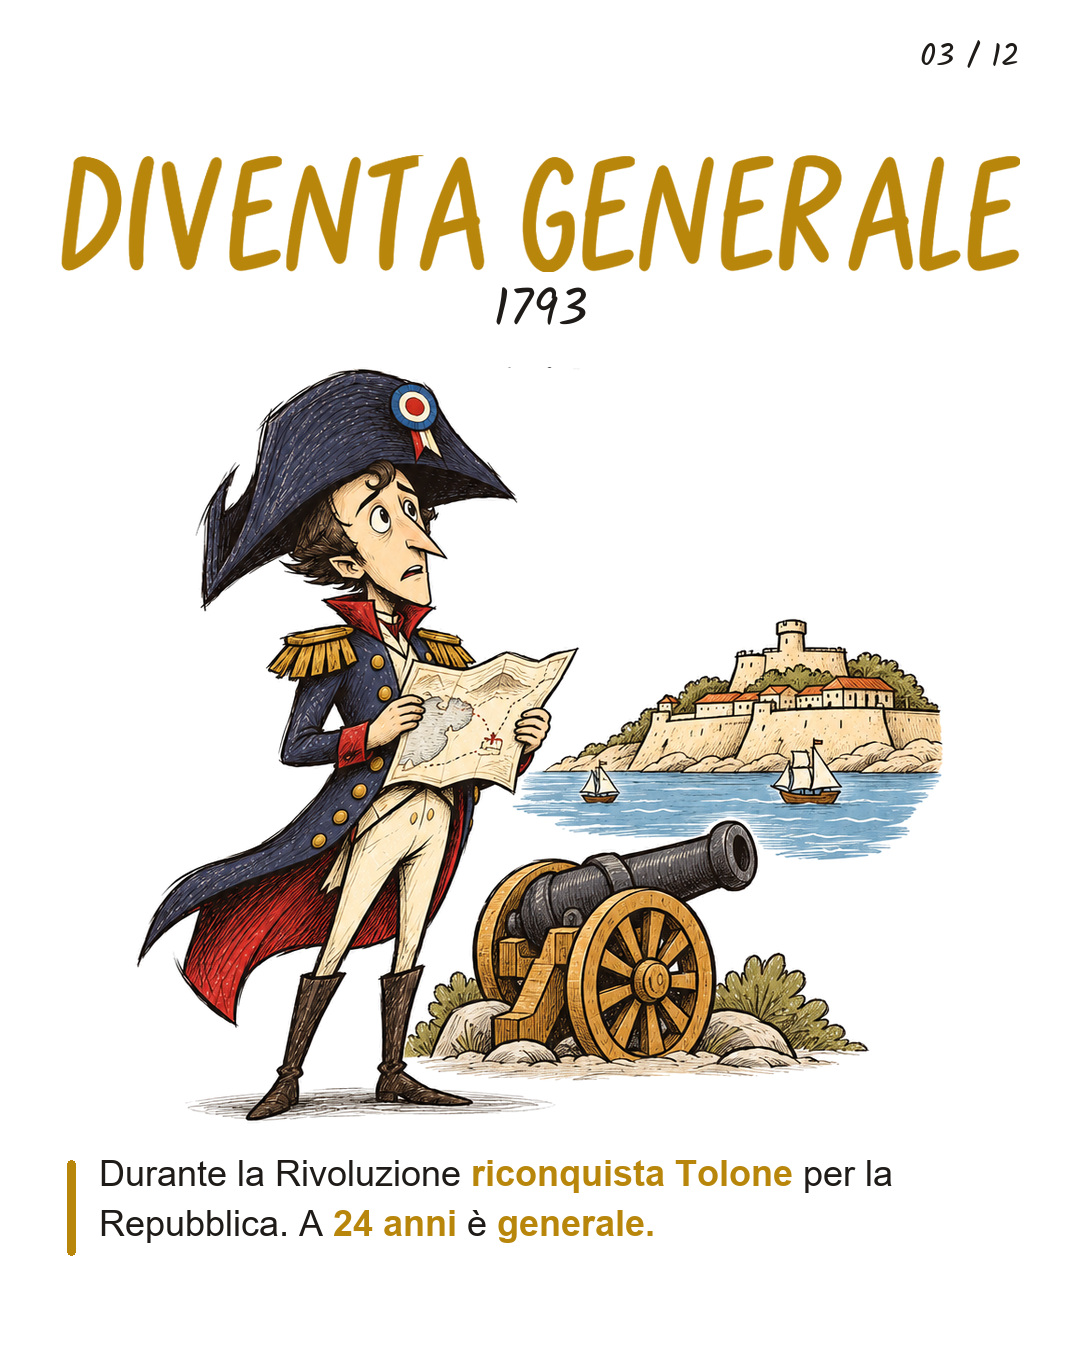 03 / 12
DIVENTA GENERALE
1793
Durante la Rivoluzione riconquista Tolone per la
Repubblica. A 24 anni è generale.